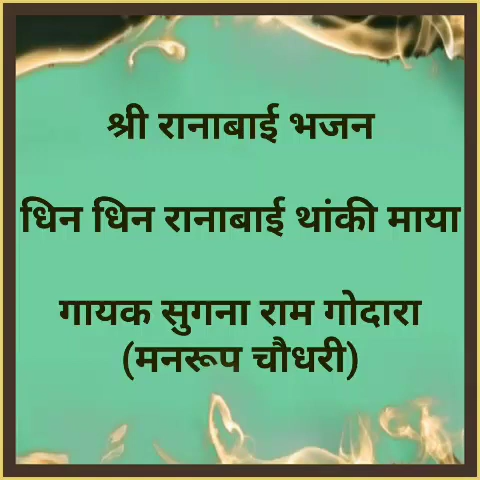 श्री रानाबाई भजन
धिन धिन रानाबाई थांकी माया
गायक सुगना राम गोदारा
(मनरूप चौधरी)